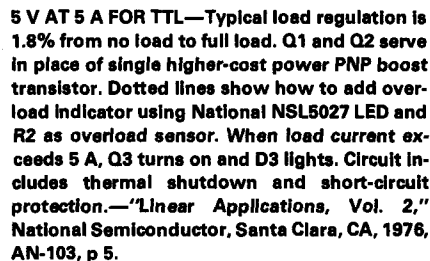 5 V AT 5 A FOR TTL—Typical load regulation is
1.8% from no load to full load. Q1 and Q2 serve
in place of single higher-cost power PNP boost
transistor. Dotted lines show how to add over-
load indicator using National NSL5027 LED and
R2 as overload sensor. When load current ex-
ceeds 5 A, Q3 turns on and D3 lights. Circuit in-
cludes thermal shutdown and short-circuit
protection.—"Linear Applications, Vol. 2,"
National Semiconductor, Santa Clara, CA, 1976,
AN-103, p 5.